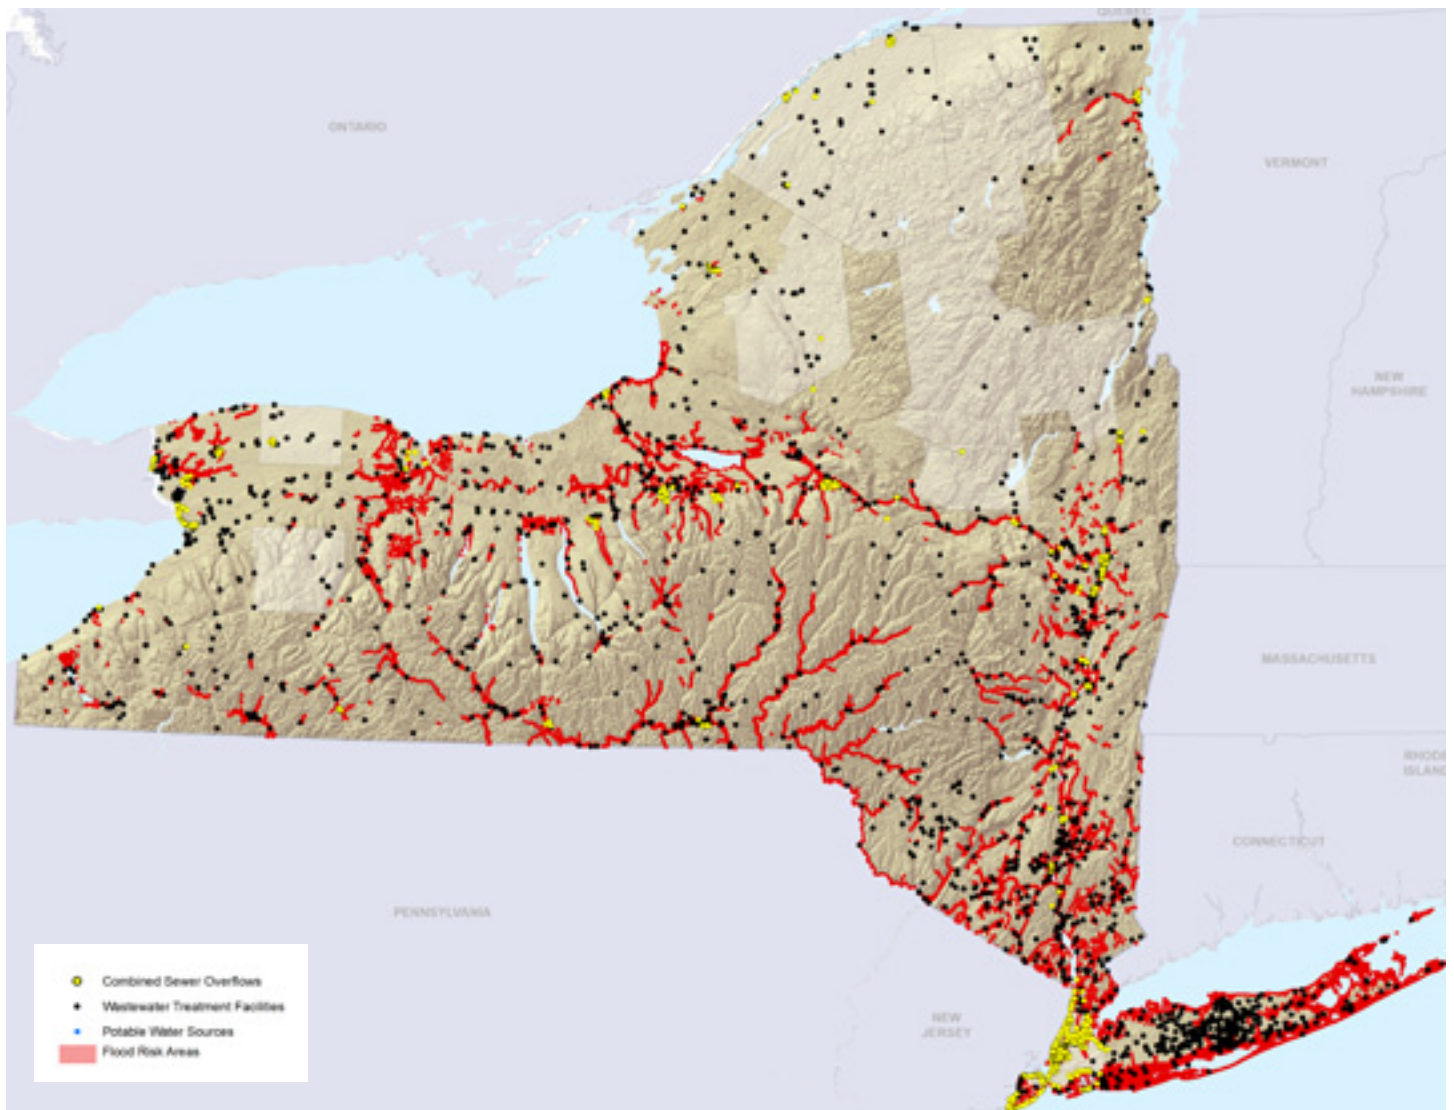 QUEBEC
ONTARIO
VERMONT
NEW
HAMPSHIRE
MASSACHUSETTS
RHODE
ISLAND
CONNECTICUT
PENNSYLVANIA
NEW
JERSEY
Combined Sewer Overflows
Wastewater Treatment Facilities
Potable Water Sources
Flood Risk Areas